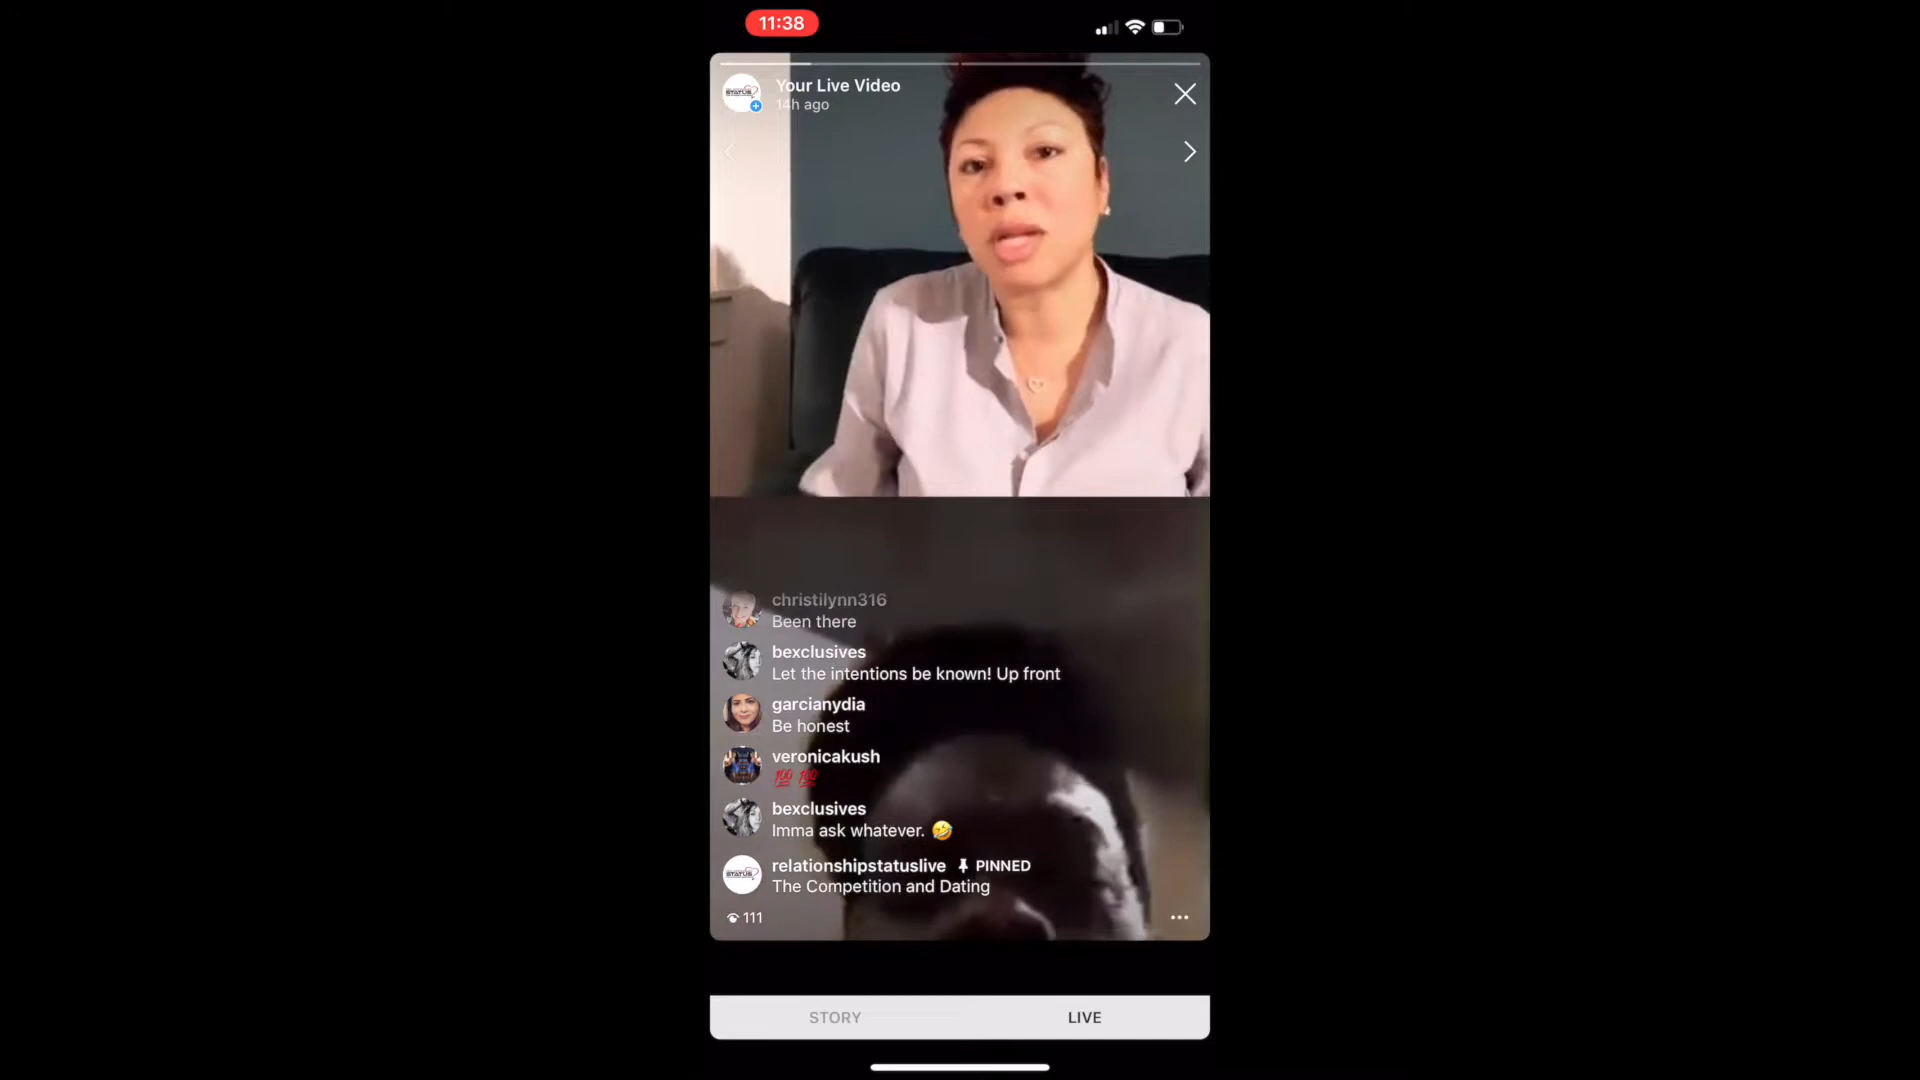 11:38
Your Live Video
14h ago
christilynn316
Been there
bexclusives
Let the intentions be known! Up front
garcianydia
Be honest
veronicakush
💯 💯
bexclusives
Imma ask whatever. 🤣
relationshipstatuslive PINNED
The Competition and Dating
111
STORY LIVE